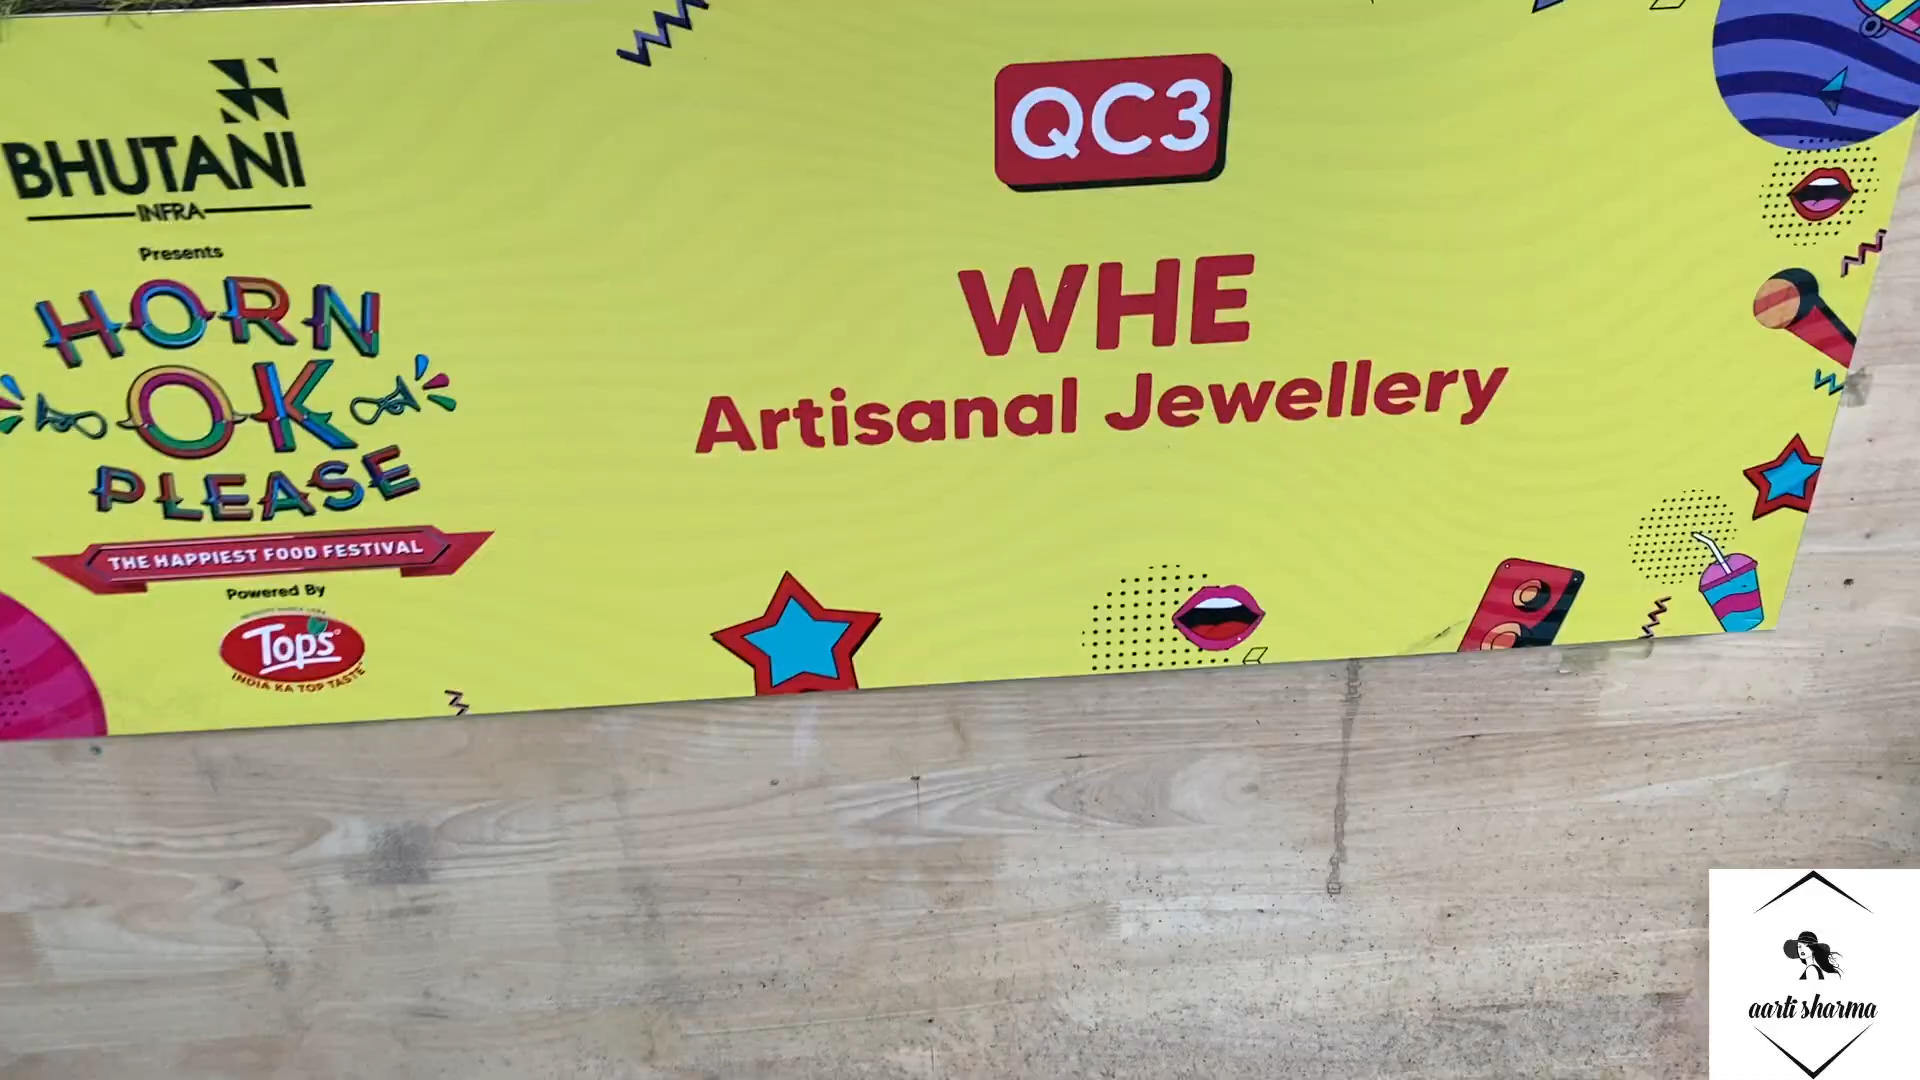 BHUTANI
INFRA
Presents
HORN
OK
PLEASE
THE HAPPIEST FOOD FESTIVAL
Powered By
Tops
INDIA KA TOP TASTE
QC3
WHE
Artisanal Jewellery
aarti sharma